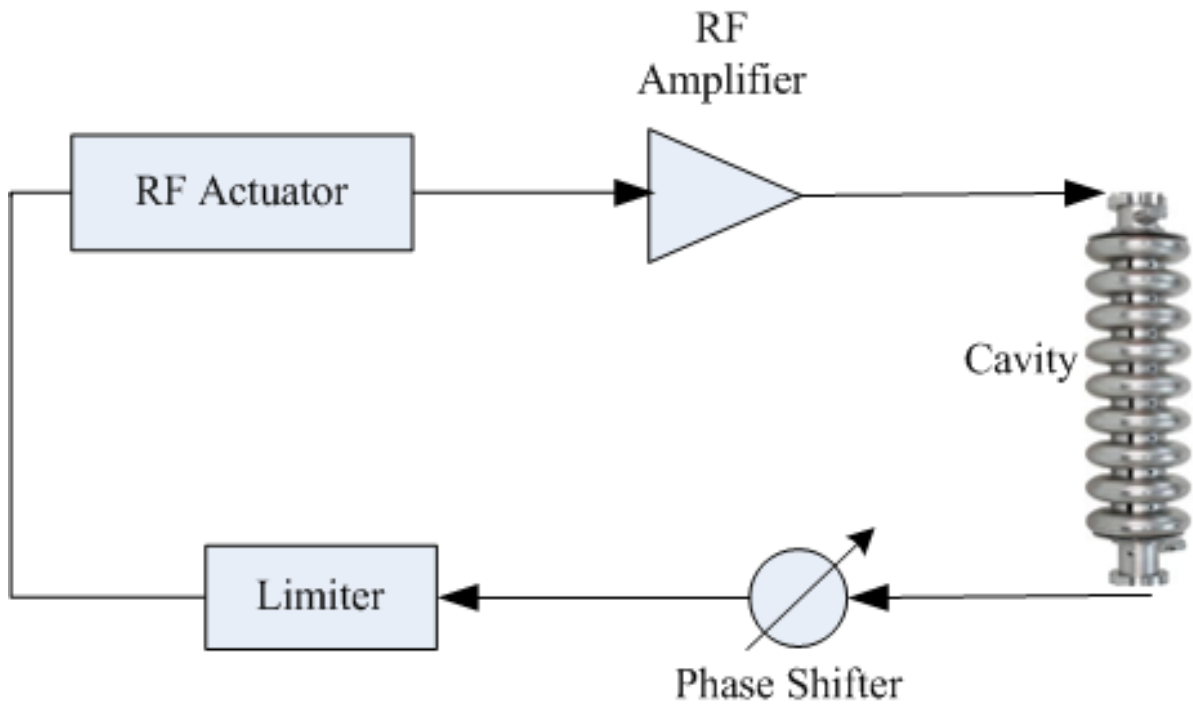 RF
Amplifier
RF Actuator
Cavity
Limiter
Phase Shifter